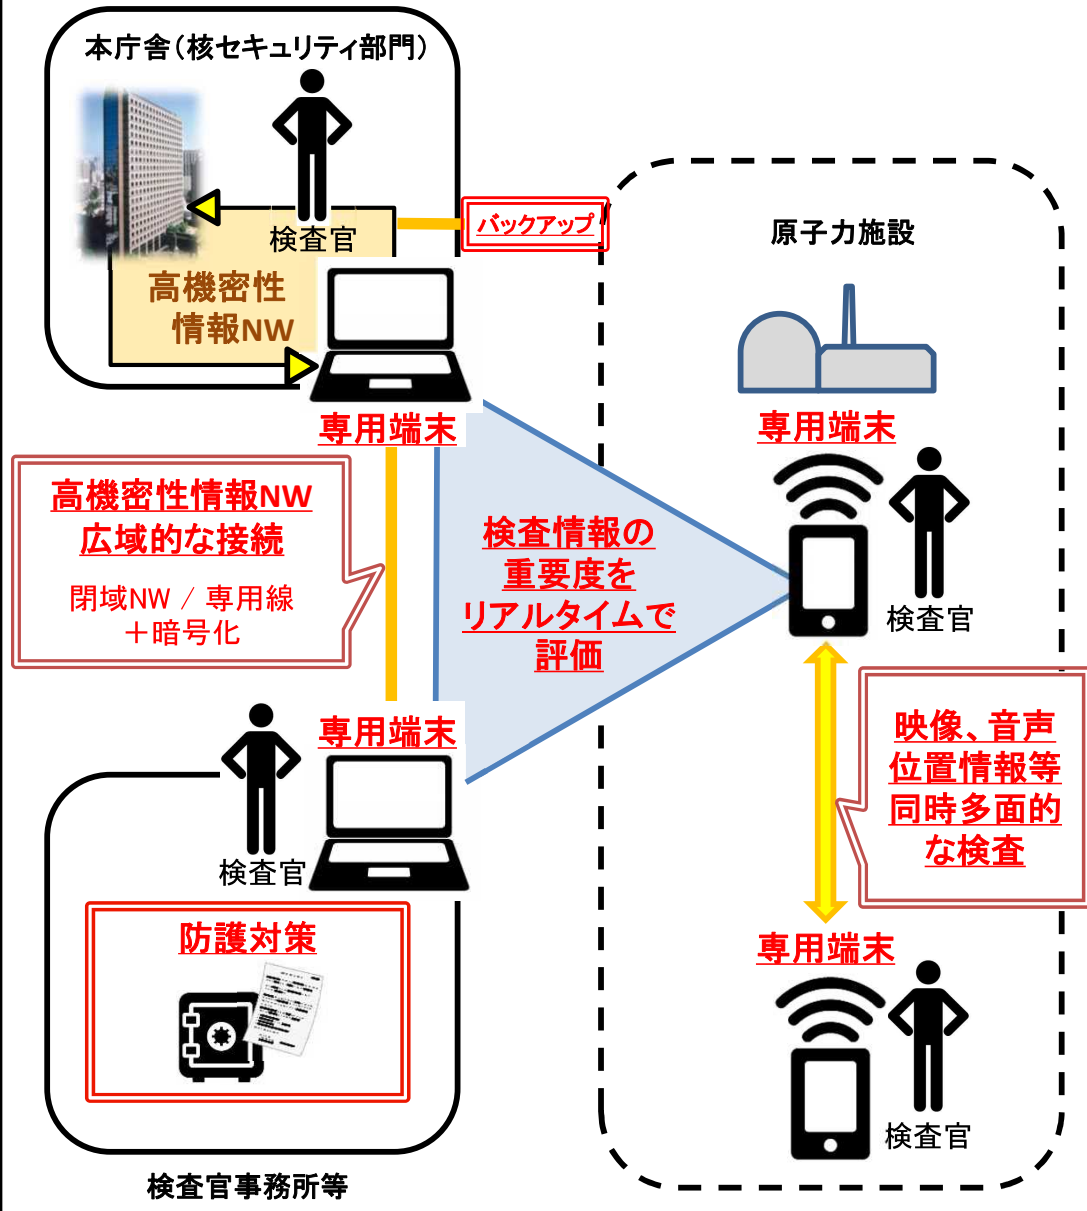 本庁舎（核セキュリティ部門）
検査官
バックアップ
高機密性
情報NW
専用端末
高機密性情報NW
広域的な接続
閉域NW / 専用線
＋暗号化
検査情報の
重要度を
リアルタイムで
評価
原子力施設
専用端末
検査官
映像、音声
位置情報等
同時多面的
な検査
専用端末
検査官
専用端末
検査官
防護対策
検査官事務所等